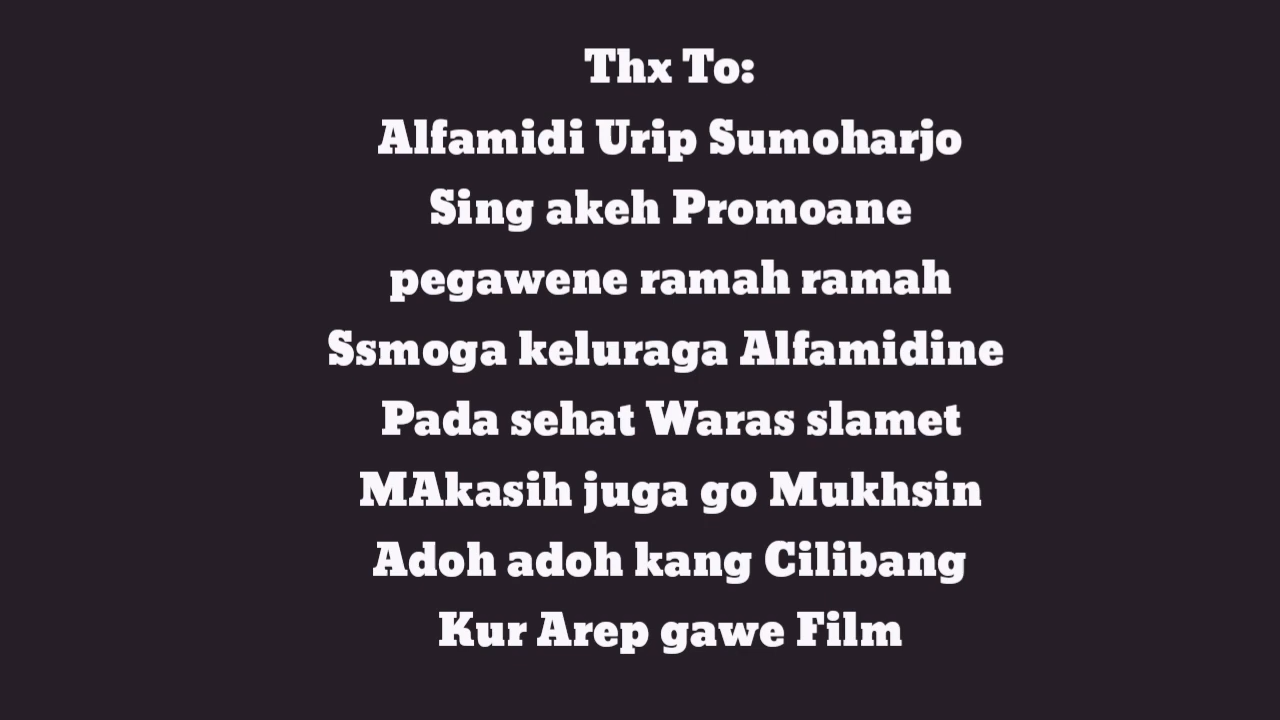 Thx To:
Alfamidi Urip Sumoharjo
Sing akeh Promoane
pegawene ramah ramah
Ssmoga keluraga Alfamidine
Pada sehat Waras slamet
MAkasih juga go Mukhsin
Adoh adoh kang Cilibang
Kur Arep gawe Film